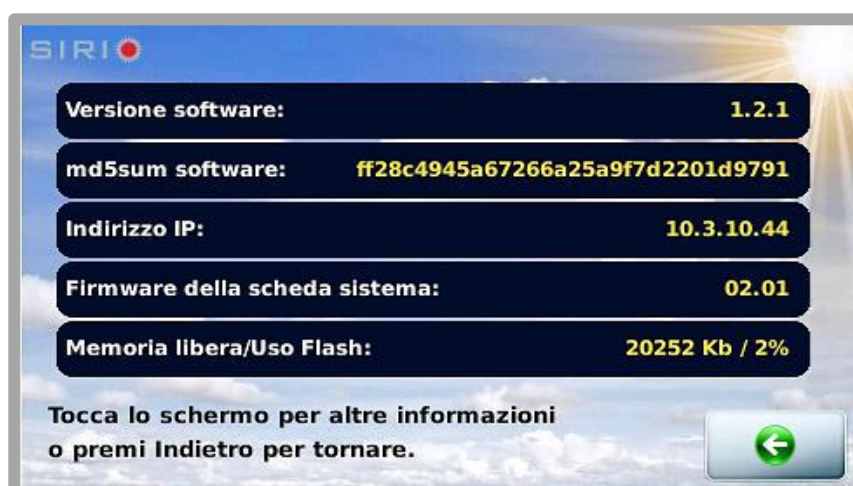 SIRIO
Versione software: 1.2.1
md5sum software: ff28c4945a67266a25a9f7d2201d9791
Indirizzo IP: 10.3.10.44
Firmware della scheda sistema: 02.01
Memoria libera/Uso Flash: 20252 Kb / 2%
Tocca lo schermo per altre informazioni
o premi Indietro per tornare.